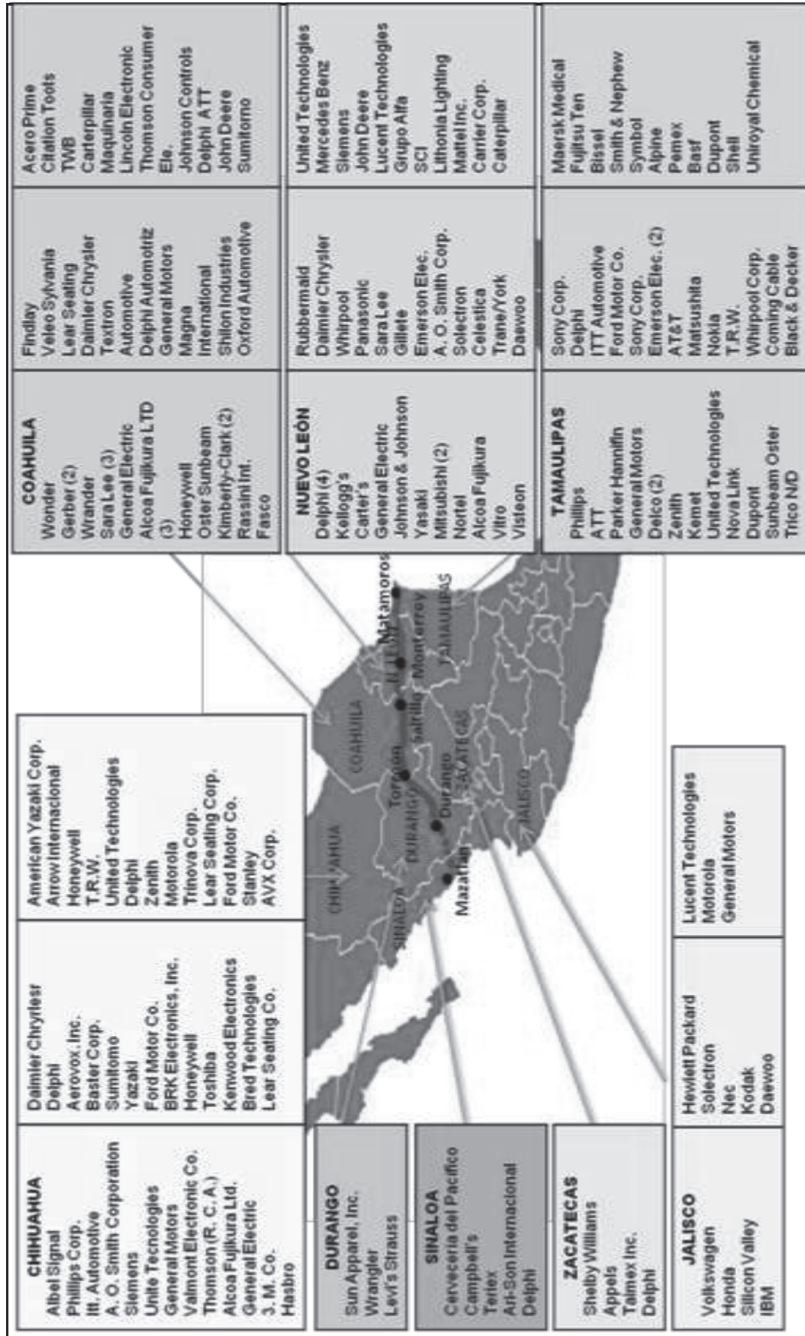 CHIHUAHUA
Albel Signal
Phillips Corp.
Itt. Automotive
A. O. Smith Corporation
Siemens
Unite Tecnologies
General Motors
Valmont Electronic Co.
Thomson (R. C. A.)
Alcoa Fujikura Ltd.
General Electric
3. M. Co.
Hasbro
Daimler Chryrlesr
Delphi
Aerovox. Inc.
Baster Corp.
Sumitomo
Yazaki
Ford Motor Co.
BRK Electronics, Inc.
Honeywell
Toshiba
Kenwood Electronics
Bred Technologies
Lear Seating Co.
American Yazaki Corp.
Arrow Internacional
Honeywell
T.R.W.
United Technologies
Delphi
Zenith
Motorola
Trinova Corp.
Lear Seating Corp.
Ford Motor Co.
Stanley
AVX Corp.
COAHUILA
Wonder
Gerber (2)
Wrander
Sara Lee (3)
General Electric
Alcoa Fujikura LTD
(3)
Honeywell
Oster Sunbeam
Kimberly-Clark (2)
Rassini Int.
Fasco
Findlay
Veleo Sylvania
Lear Seating
Daimler Chrysler
Textron
Automotive
Delphi Automotriz
General Motors
Magna
International
Shilon Industries
Oxford Automotive
Acero Prime
Citation Tools
TWB
Carterpillar
Maquinaria
Lincoln Electronic
Thomson Consumer
Ele.
Johnson Controls
Delphi ATT
John Deere
Sumitorno
DURANGO
Sun Apparel, Inc.
Wrangler
Levi's Strauss
SINALOA
Cerveceria del Pacífico
Campbell's
Teriex
Ari-Son Internacional
Delphi
ZACATECAS
Shelby Williams
Appels
Taimex Inc.
Delphi
JALISCO
Volkswagen
Honda
Silicon Valley
IBM
Hewlett Packard
Solectron
Nec
Kodak
Daewoo
Lucent Technologies
Motorola
General Motors
CHIHUAHUA
COAHUILA
SINALOA
DURANGO
N. LEÓN
TAMAULIPAS
ZACATECAS
JALISCO
Mazatlán
Durango
Torreón
Saltillo
Monterrey
Matamoros
NUEVO LEÓN
Delphi (4)
Kellogg's
Carter's
General Electric
Johnson & Johnson
Yasaki
Mitsubishi (2)
Nortel
Alcoa Fujikura
Vitro
Visteon
Rubbermaid
Daimler Chrysler
Whirpool
Panasonic
Sara Lee
Gillete
Emerson Elec.
A. O. Smith Corp.
Solectron
Celestica
Trane/York
Daewoo
United Technologies
Mercedes Benz
Siemens
John Deere
Lucent Technologies
Grupo Alfa
SCI
Lithonia Lighting
Mattel Inc.
Carrier Corp.
Caterpillar
TAMAULIPAS
Phillips
ATT
Parker Hannifin
General Motors
Delco (2)
Zenith
Kemet
United Technologies
Nova Link
Dupont
Sunbeam Oster
Trico N/D
Sony Corp.
Delphi
ITT Automotive
Ford Motor Co.
Sony Corp.
Emerson Elec. (2)
AT&T
Matsushita
Nokia
T.R.W.
Whirpool Corp.
Coming Cable
Black & Decker
Maersk Medical
Fujitsu Ten
Bissel
Smith & Nephew
Symbol
Alpine
Pemex
Basf
Dupont
Shell
Uniroyal Chemical